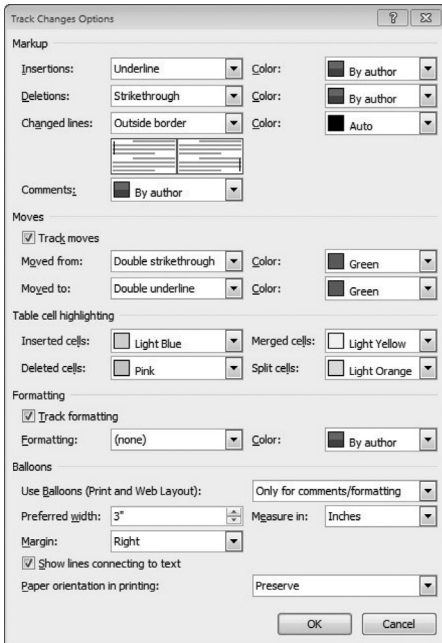 Track Changes Options
Markup
Insertions: Underline Color: By author
Deletions: Strikethrough Color: By author
Changed lines: Outside border Color: Auto
Comments: By author
Moves
Track moves
Moved from: Double strikethrough Color: Green
Moved to: Double underline Color: Green
Table cell highlighting
Inserted cells: Light Blue Merged cells: Light Yellow
Deleted cells: Pink Split cells: Light Orange
Formatting
Track formatting
Formatting: (none) Color: By author
Balloons
Use Balloons (Print and Web Layout): Only for comments/formatting
Preferred width: 3" Measure in: Inches
Margin: Right
Show lines connecting to text
Paper orientation in printing: Preserve
OK Cancel